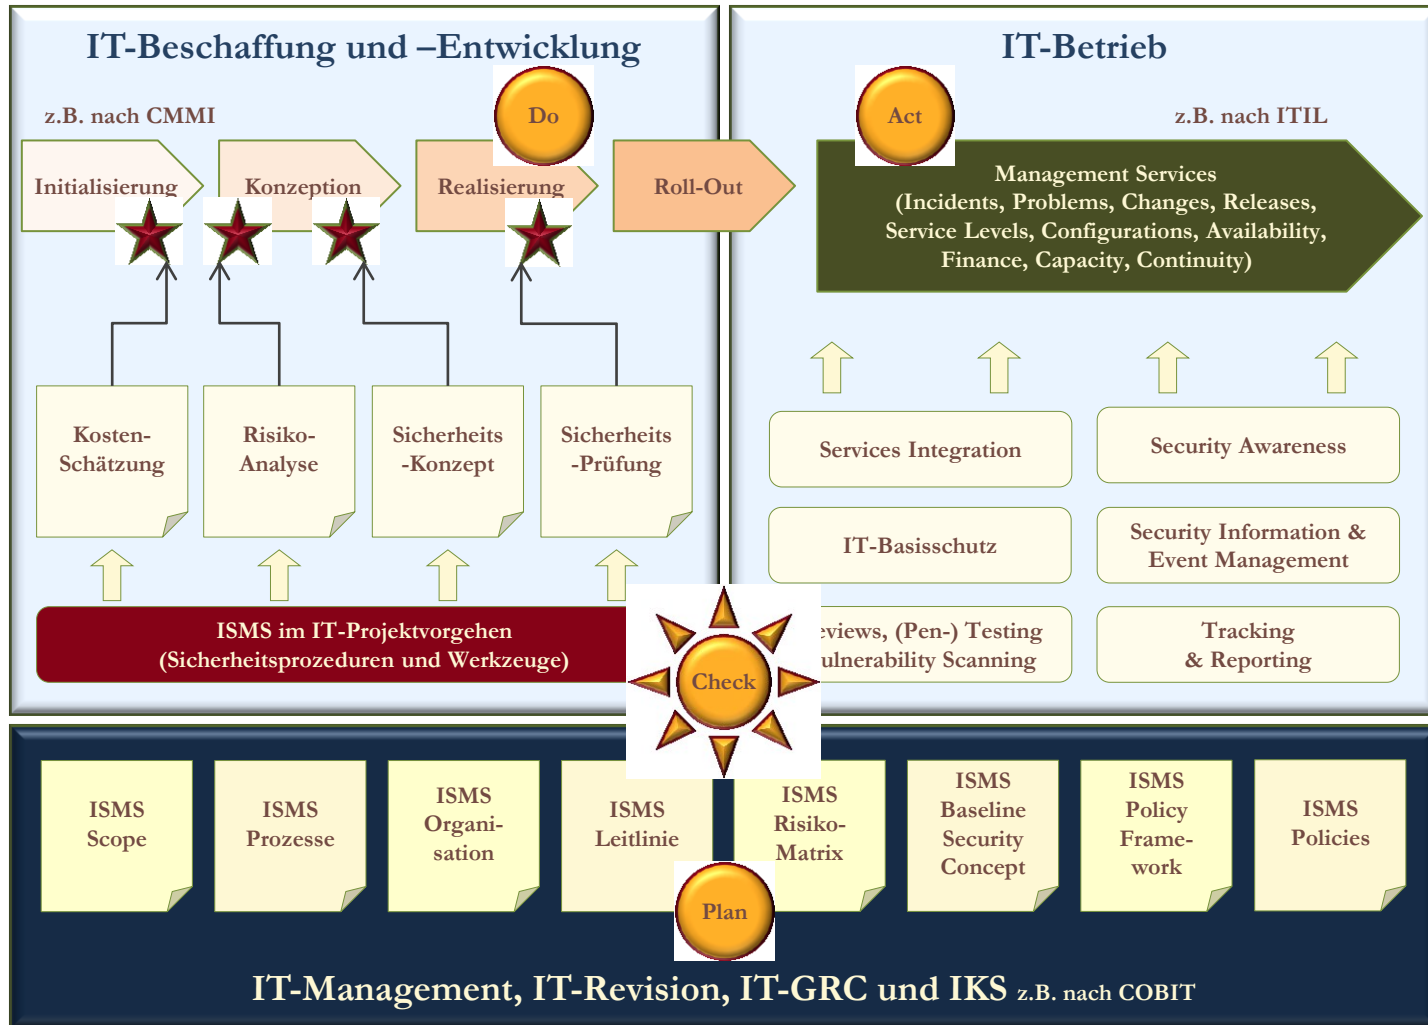 IT-Beschaffung und –Entwicklung
z.B. nach CMMI
Do
Initialisierung
Konzeption
Realisierung
Roll-Out
Kosten-
Schätzung
Risiko-
Analyse
Sicherheits
-Konzept
Sicherheits
-Prüfung
ISMS im IT-Projektvorgehen
(Sicherheitsprozeduren und Werkzeuge)
IT-Betrieb
Act
z.B. nach ITIL
Management Services
(Incidents, Problems, Changes, Releases,
Service Levels, Configurations, Availability,
Finance, Capacity, Continuity)
Services Integration
Security Awareness
IT-Basisschutz
Security Information &
Event Management
eviews, (Pen-) Testing
ulnerability Scanning
Tracking
& Reporting
Check
ISMS
Scope
ISMS
Prozesse
ISMS
Organi-
sation
ISMS
Leitlinie
ISMS
Risiko-
Matrix
ISMS
Baseline
Security
Concept
ISMS
Policy
Frame-
work
ISMS
Policies
Plan
IT-Management, IT-Revision, IT-GRC und IKS z.B. nach COBIT